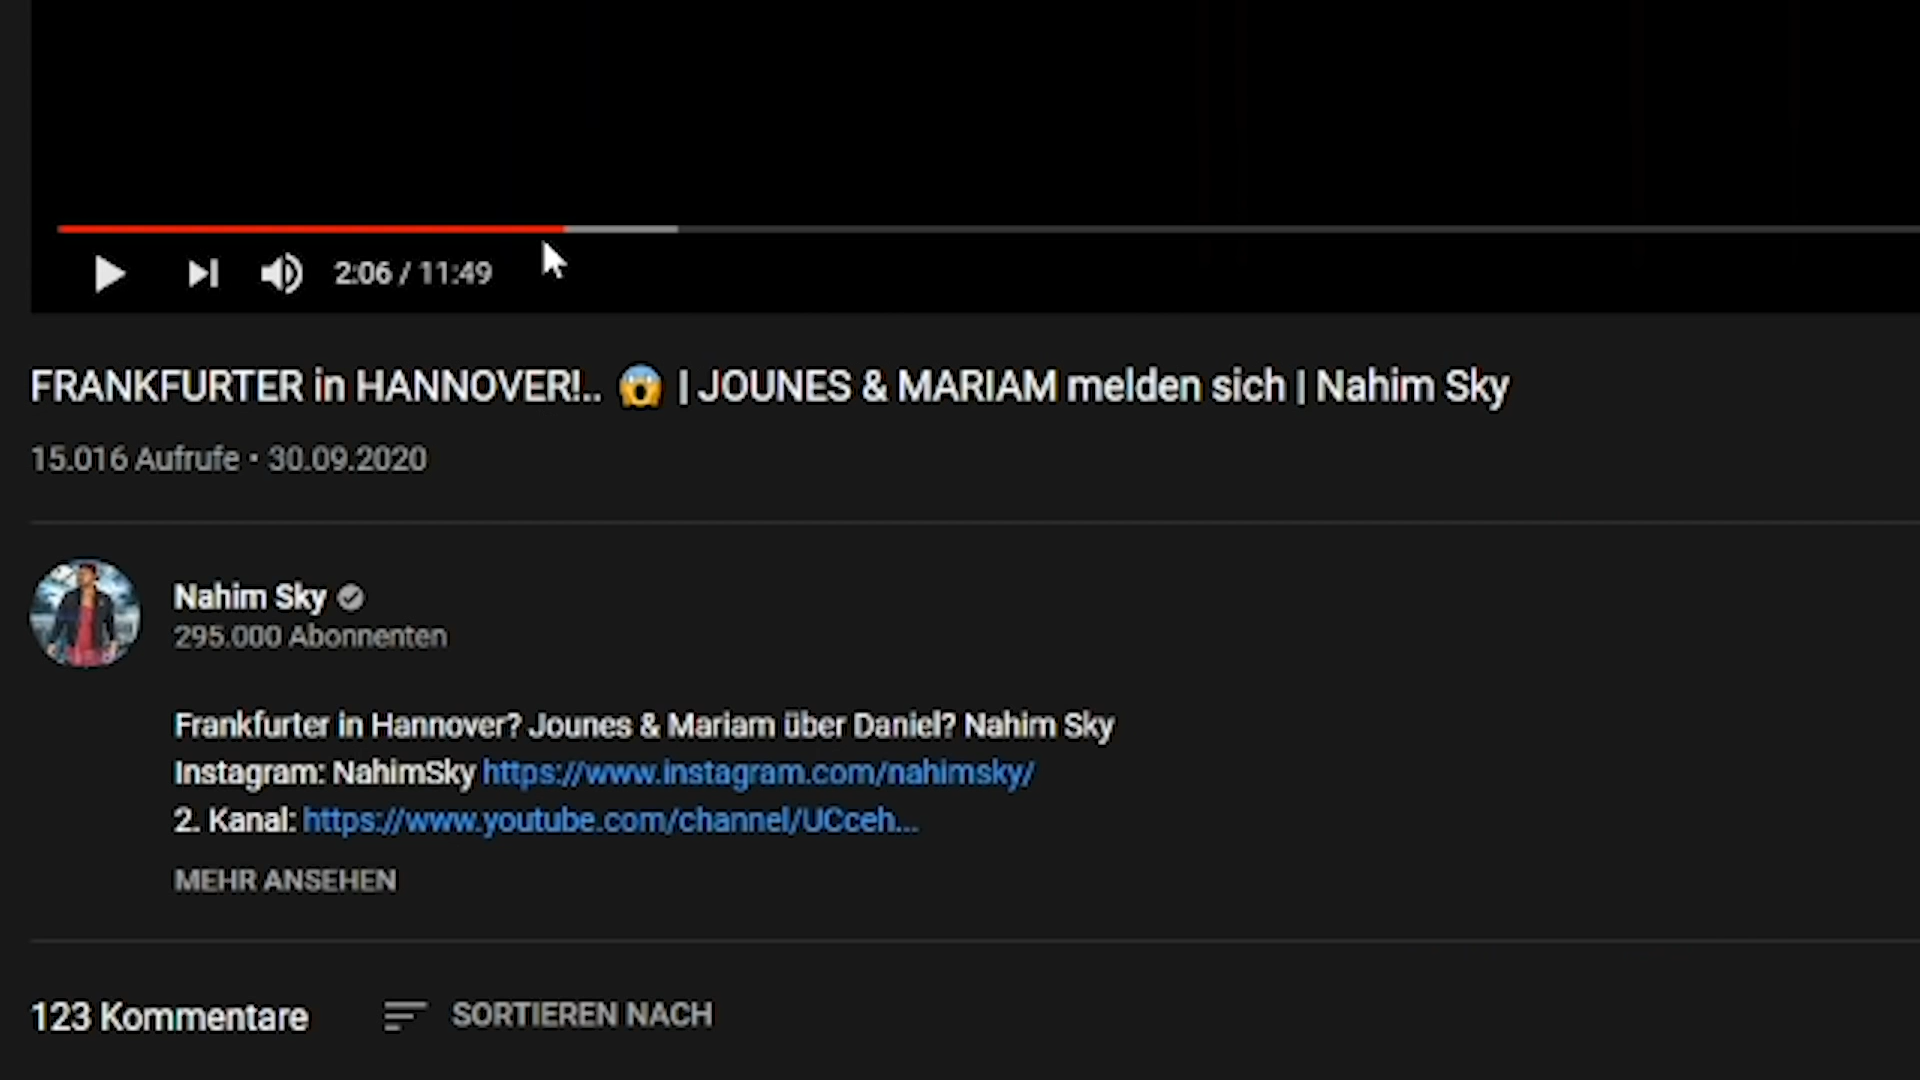 2:06 / 11:49
FRANKFURTER in HANNOVER!.. 😱 | JOUNES & MARIAM melden sich | Nahim Sky
15.016 Aufrufe • 30.09.2020
Nahim Sky
295.000 Abonnenten
Frankfurter in Hannover? Jounes & Mariam über Daniel? Nahim Sky
Instagram: NahimSky https://www.instagram.com/nahimsky/
2. Kanal: https://www.youtube.com/channel/UCceh...
MEHR ANSEHEN
123 Kommentare SORTIEREN NACH